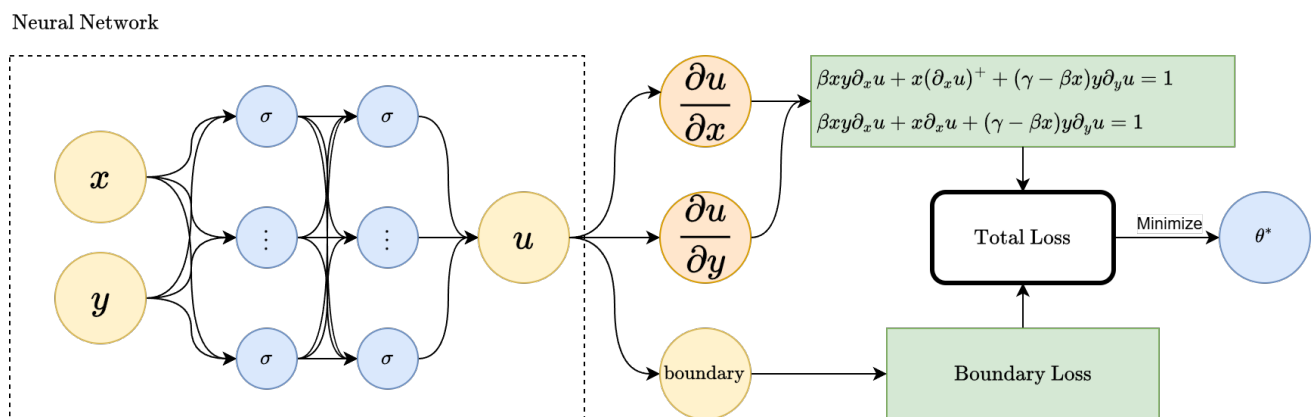 Neural Network
x
y
σ
⋮
σ
σ
⋮
σ
u
∂u
∂x
∂u
∂y
boundary
βxy∂ₓu + x(∂ₓu)⁺ + (γ − βx)y∂ᵧu = 1
βxy∂ₓu + x∂ₓu + (γ − βx)y∂ᵧu = 1
Total Loss
Minimize
θ*
Boundary Loss